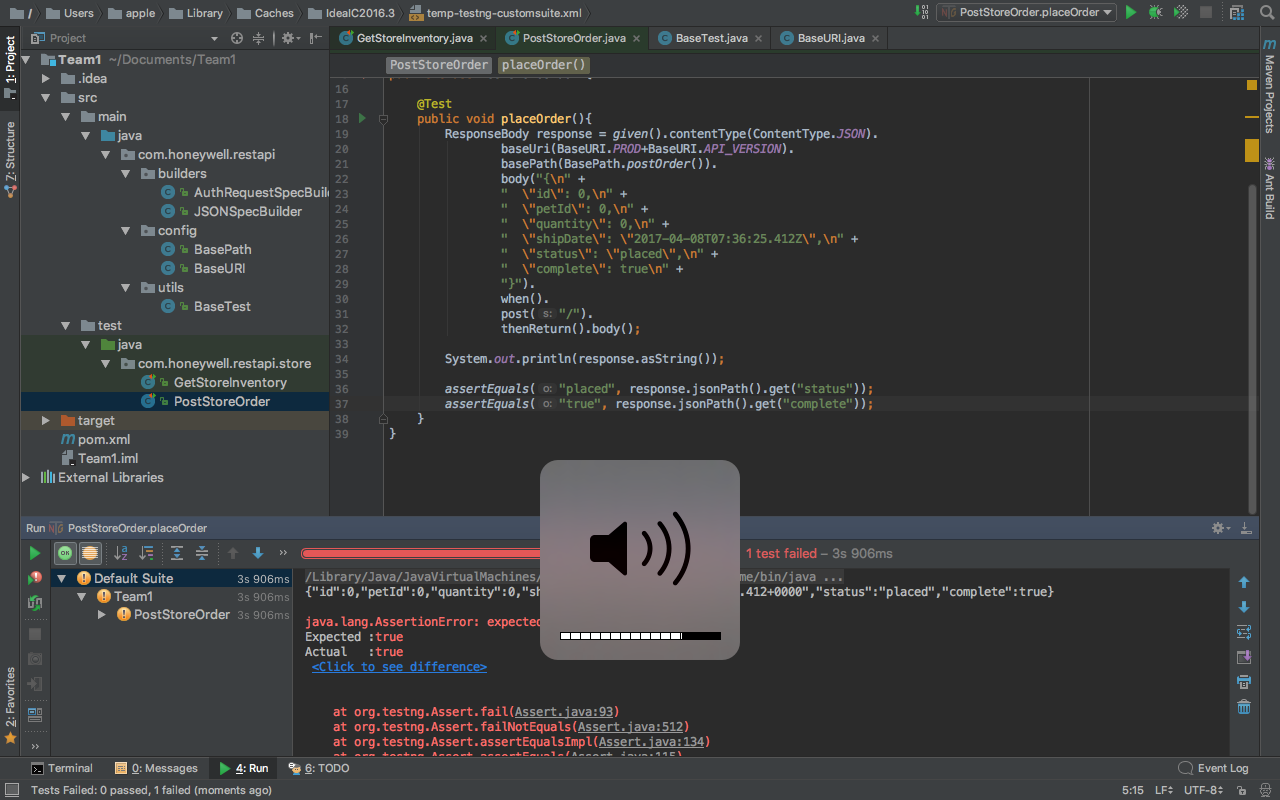 / Users apple Library Caches IdealC2016.3 temp-testng-customsuite.xml PostStoreOrder.placeOrder
Project
GetStoreInventory.java PostStoreOrder.java BaseTest.java BaseURI.java
PostStoreOrder placeOrder()
1: Project
Z: Structure
2: Favorites
Team1 ~/Documents/Team1
.idea
src
main
java
com.honeywell.restapi
builders
AuthRequestSpecBuil
JSONSpecBuilder
config
BasePath
BaseURI
utils
BaseTest
test
java
com.honeywell.restapi.store
GetStoreInventory
PostStoreOrder
target
pom.xml
Team1.iml
External Libraries
16
17 @Test
18 public void placeOrder(){
19 ResponseBody response = given().contentType(ContentType.JSON).
20 baseUri(BaseURI.PROD+BaseURI.API_VERSION).
21 basePath(BasePath.postOrder()).
22 body("{\n" +
23 " \"id\": 0,\n" +
24 " \"petId\": 0,\n" +
25 " \"quantity\": 0,\n" +
26 " \"shipDate\": \"2017-04-08T07:36:25.412Z\",\n" +
27 " \"status\": \"placed\",\n" +
28 " \"complete\": true\n" +
29 "}").
30 when().
31 post( s: "/").
32 thenReturn().body();
33
34 System.out.println(response.asString());
35
36 assertEquals( o: "placed", response.jsonPath().get("status"));
37 assertEquals( o: "true", response.jsonPath().get("complete"));
38 }
39 }
Maven Projects
Ant Build
Run PostStoreOrder.placeOrder
1 test failed – 3s 906ms
Default Suite 3s 906ms
Team1 3s 906ms
PostStoreOrder 3s 906ms
/Library/Java/JavaVirtualMachines/ me/bin/java ...
{"id":0,"petId":0,"quantity":0,"sh .412+0000","status":"placed","complete":true}
java.lang.AssertionError: expected
Expected :true
Actual :true
<Click to see difference>
at org.testng.Assert.fail(Assert.java:93)
at org.testng.Assert.failNotEquals(Assert.java:512)
at org.testng.Assert.assertEqualsImpl(Assert.java:134)
Terminal 0: Messages 4: Run 6: TODO Event Log
Tests Failed: 0 passed, 1 failed (moments ago) 5:15 LF UTF-8